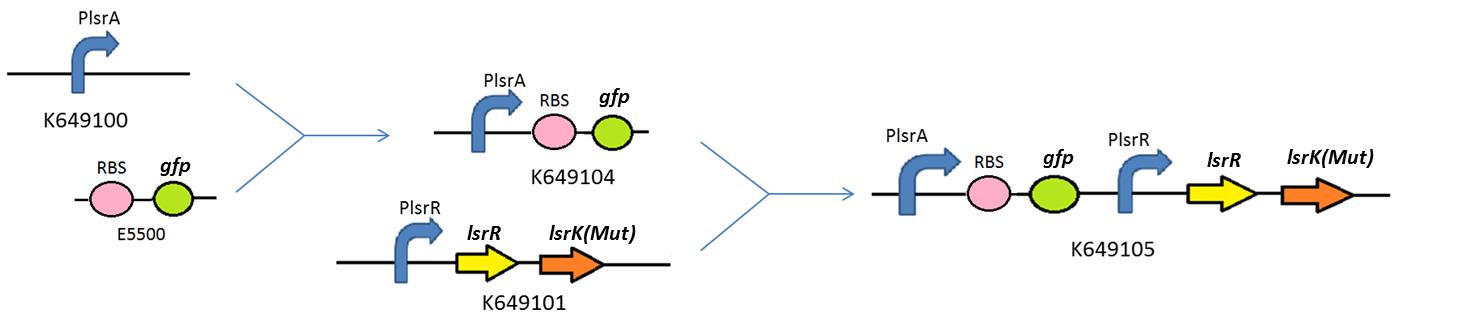 PlsrA
K649100
RBS gfp
E5500
PlsrA
RBS gfp
K649104
PlsrR
lsrR lsrK(Mut)
K649101
PlsrA
RBS gfp
PlsrR
lsrR lsrK(Mut)
K649105